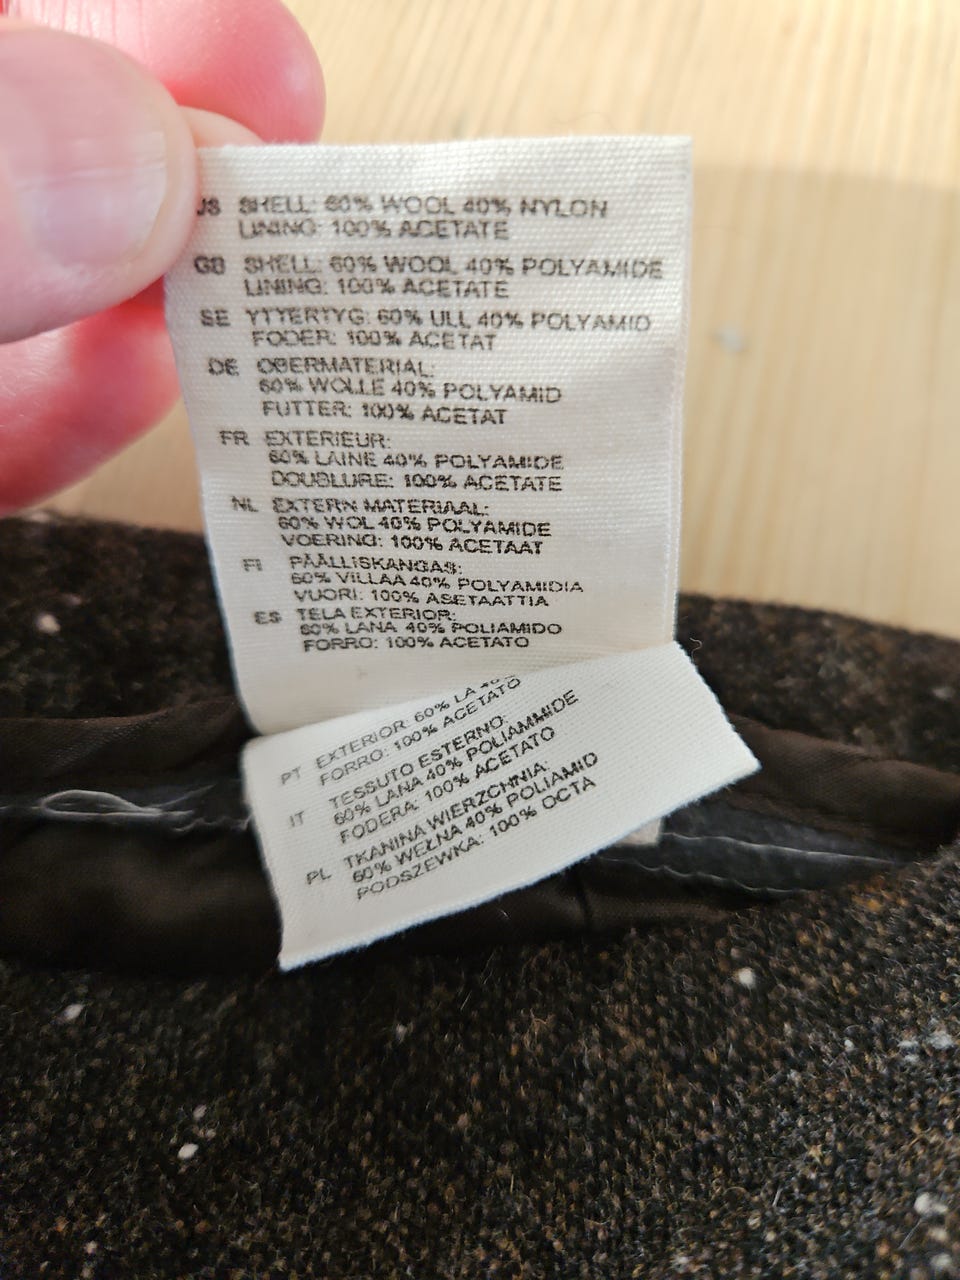 US SHELL: 60% WOOL 40% NYLON
LINING: 100% ACETATE
GB SHELL: 60% WOOL 40% POLYAMIDE
LINING: 100% ACETATE
SE YTTERTYG: 60% ULL 40% POLYAMID
FODER: 100% ACETAT
DE OBERMATERIAL:
60% WOLLE 40% POLYAMID
FUTTER: 100% ACETAT
FR EXTERIEUR:
60% LAINE 40% POLYAMIDE
DOUBLURE: 100% ACETATE
NL EXTERN MATERIAAL:
60% WOL 40% POLYAMIDE
VOERING: 100% ACETAAT
FI PÄÄLLISKANGAS:
60% VILLAA 40% POLYAMIDIA
VUORI: 100% ASETAATTIA
ES TELA EXTERIOR:
60% LANA 40% POLIAMIDO
FORRO: 100% ACETATO
PT EXTERIOR: 60% LA 40%
FORRO: 100% ACETATO
IT TESSUTO ESTERNO:
60% LANA 40% POLIAMMIDE
FODERA: 100% ACETATO
PL TKANINA WIERZCHNIA:
60% WEŁNA 40% POLIAMID
PODSZEWKA: 100% OCTA